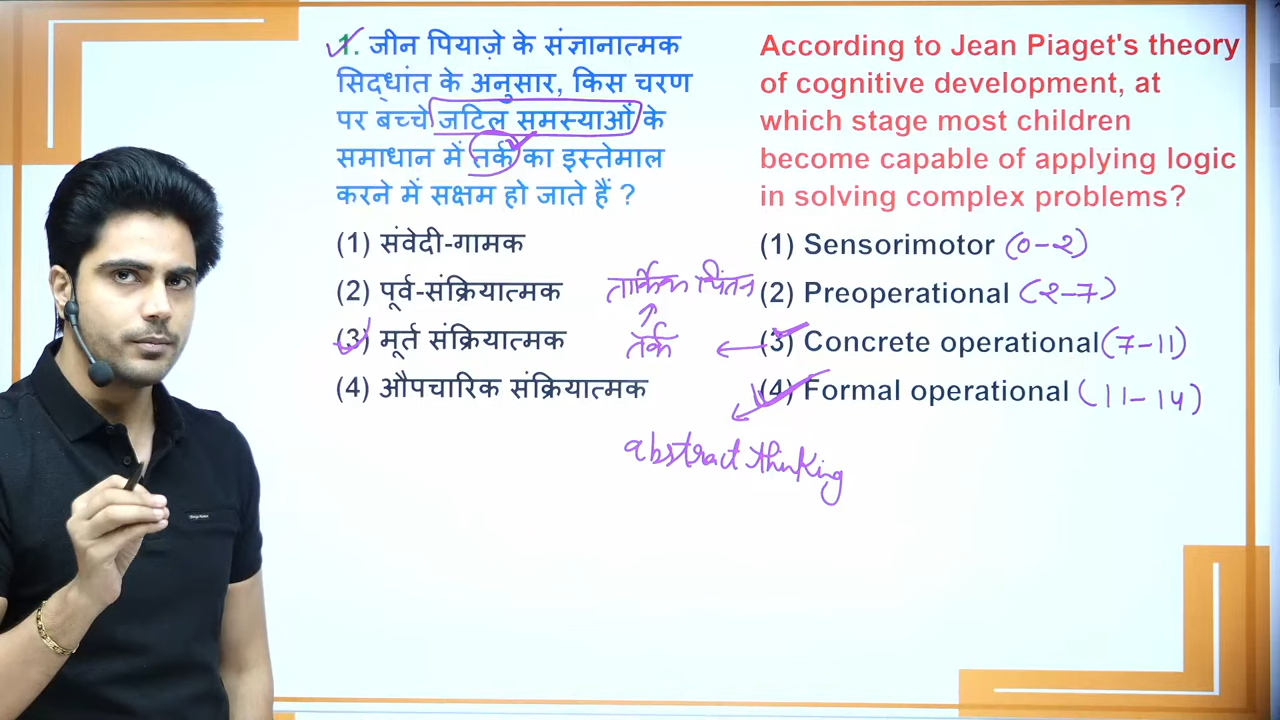 1. जीन पियाज़े के संज्ञानात्मक
सिद्धांत के अनुसार, किस चरण
पर बच्चे जटिल समस्याओं के
समाधान में तर्क का इस्तेमाल
करने में सक्षम हो जाते हैं ?
(1) संवेदी-गामक
(2) पूर्व-संक्रियात्मक
(3) मूर्त संक्रियात्मक
(4) औपचारिक संक्रियात्मक
तार्किक चिंतन
तर्क
According to Jean Piaget's theory
of cognitive development, at
which stage most children
become capable of applying logic
in solving complex problems?
(1) Sensorimotor (0-२)
(2) Preoperational (२-7)
(3) Concrete operational (7-11)
(4) Formal operational (11-14)
abstract thinking